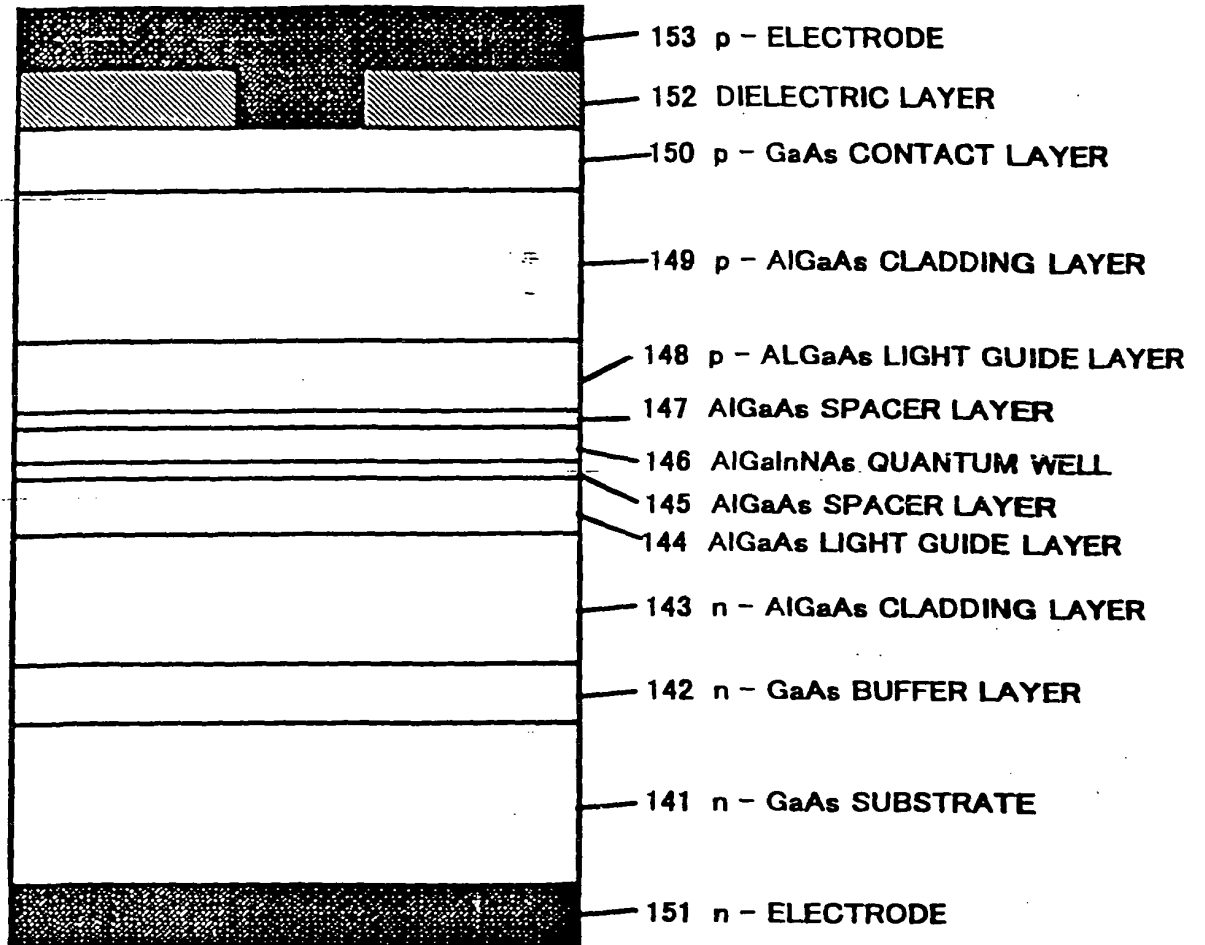 153 p - ELECTRODE
152 DIELECTRIC LAYER
150 p - GaAs CONTACT LAYER
149 p - AlGaAs CLADDING LAYER
148 p - ALGaAs LIGHT GUIDE LAYER
147 AlGaAs SPACER LAYER
146 AlGaInNAs QUANTUM WELL
145 AlGaAs SPACER LAYER
144 AlGaAs LIGHT GUIDE LAYER
143 n - AlGaAs CLADDING LAYER
142 n - GaAs BUFFER LAYER
141 n - GaAs SUBSTRATE
151 n - ELECTRODE